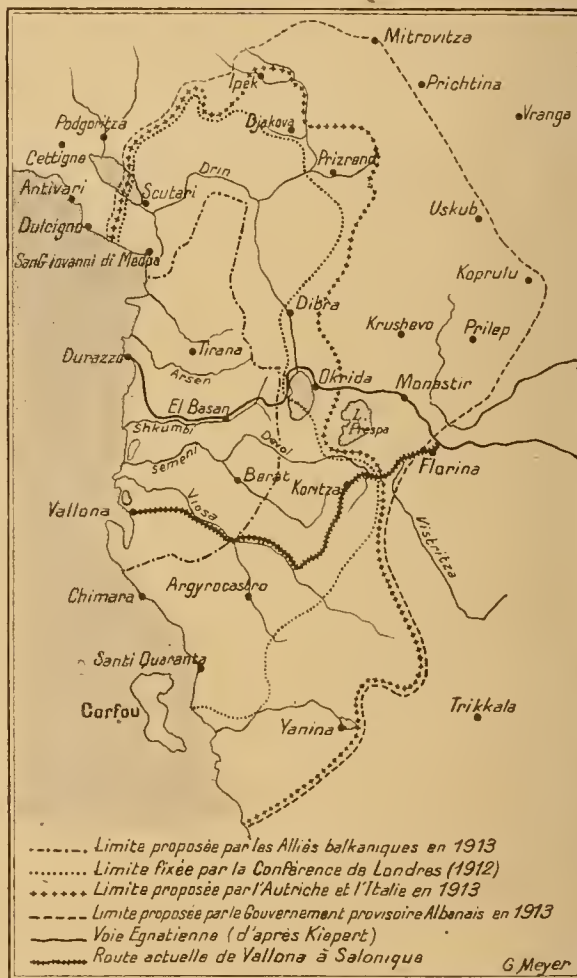 Mitrovitza
Ipek
Prichtina
Vranga
Podgoritza
Djakova
Cettigne
Prizrend
Drin
Antivari
Scutari
Uskub
Dulcigno
San Giovanni di Medua
Koprulu
Dibra
Krushevo
Prilep
Tirana
Durazzo
Arsen
Okrida
Monastir
El Basan
L. Prespa
Shkumbi
Devol
Semeni
Florina
Berat
Koritza
Viosa
Vallona
Vistritza
Chimara
Argyrocastro
Santi Quaranta
Corfou
Trikkala
Yanina
Limite proposée par les Alliés balkaniques en 1913
Limite fixée par la Conférence de Londres (1912)
Limite proposée par l'Autriche et l'Italie en 1913
Limite proposée par le Gouvernement provisoire Albanais en 1913
Voie Egnatienne (d'après Kiepert)
Route actuelle de Vallona à Salonique
G Meyer